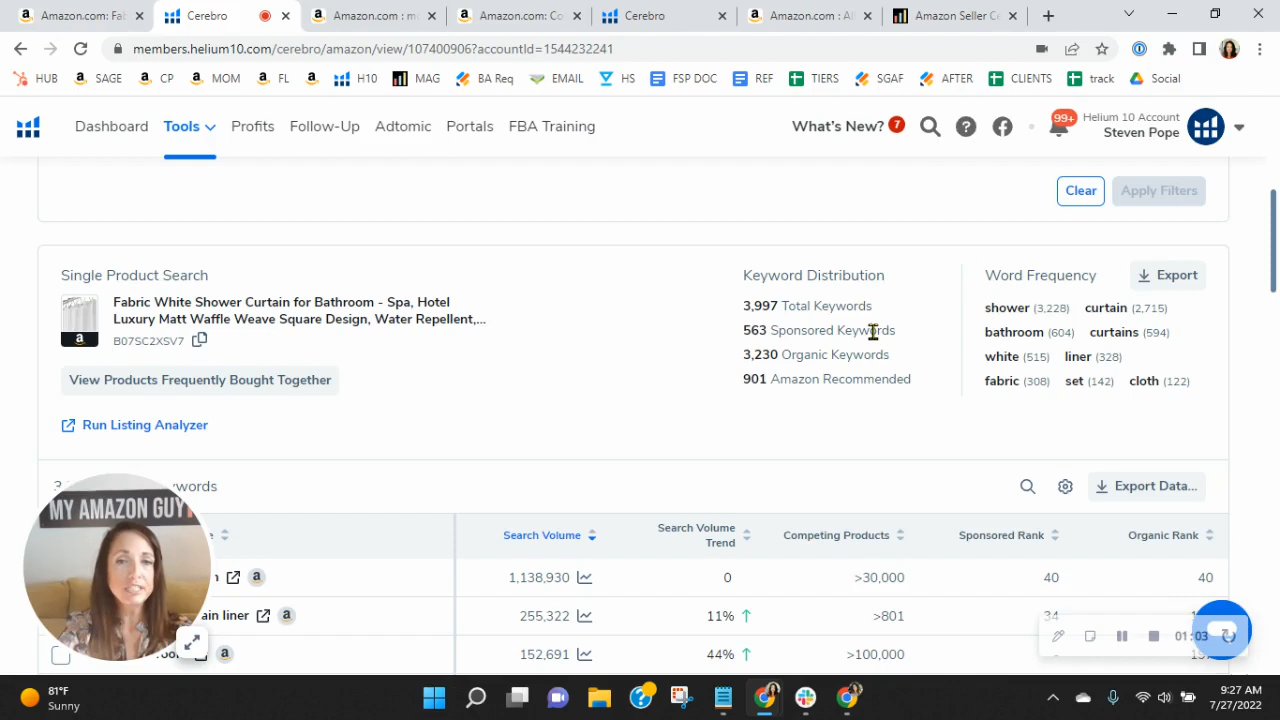 Amazon.com: Fab
Cerebro
Amazon.com : m
Amazon.com: Co
Cerebro
Amazon.com : A
Amazon Seller Ce
members.helium10.com/cerebro/amazon/view/107400906?accountId=1544232241
HUB
SAGE
CP
MOM
FL
H10
MAG
BA Req
EMAIL
HS
FSP DOC
REF
TIERS
SGAF
AFTER
CLIENTS
track
Social
Dashboard
Tools
Profits
Follow-Up
Adtomic
Portals
FBA Training
What's New? 7
99+
Helium 10 Account
Steven Pope
Clear
Apply Filters
Single Product Search
Fabric White Shower Curtain for Bathroom - Spa, Hotel
Luxury Matt Waffle Weave Square Design, Water Repellent,...
B07SC2XSV7
View Products Frequently Bought Together
Run Listing Analyzer
Keyword Distribution
3,997 Total Keywords
563 Sponsored Keywords
3,230 Organic Keywords
901 Amazon Recommended
Word Frequency
Export
shower (3,228) curtain (2,715)
bathroom (604) curtains (594)
white (515) liner (328)
fabric (308) set (142) cloth (122)
Export Data...
Search Volume
Search Volume
Trend
Competing Products
Sponsored Rank
Organic Rank
1,138,930
0
>30,000
40
40
ain liner
255,322
11%
>801
34
152,691
44%
>100,000
MY AMAZON GUY
01:03
81°F
Sunny
9:27 AM
7/27/2022